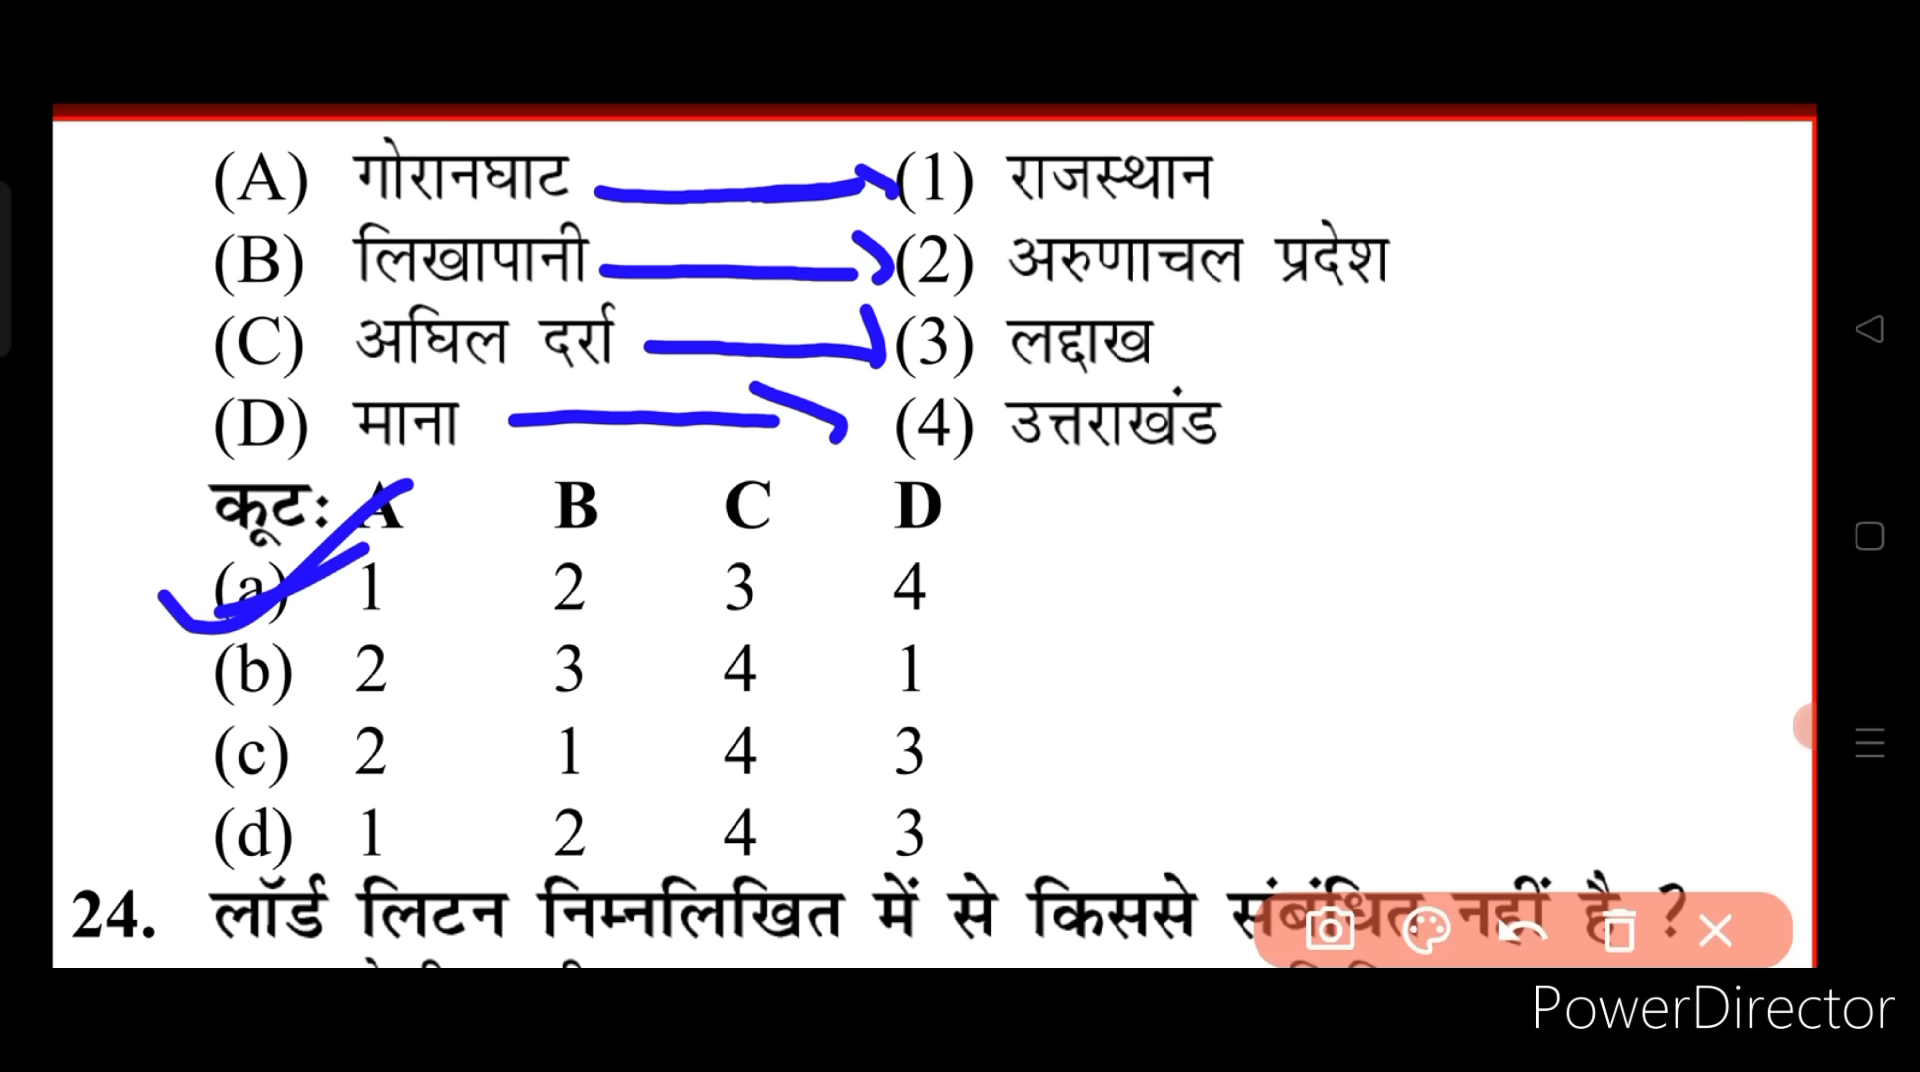 (A) गोरानघाट (1) राजस्थान
(B) लिखापानी (2) अरुणाचल प्रदेश
(C) अघिल दर्रा (3) लद्दाख
(D) माना (4) उत्तराखंड
कूटः A B C D
(a) 1 2 3 4
(b) 2 3 4 1
(c) 2 1 4 3
(d) 1 2 4 3
24. लॉर्ड लिटन निम्नलिखित में से किससे संबंधित नहीं है ?
PowerDirector